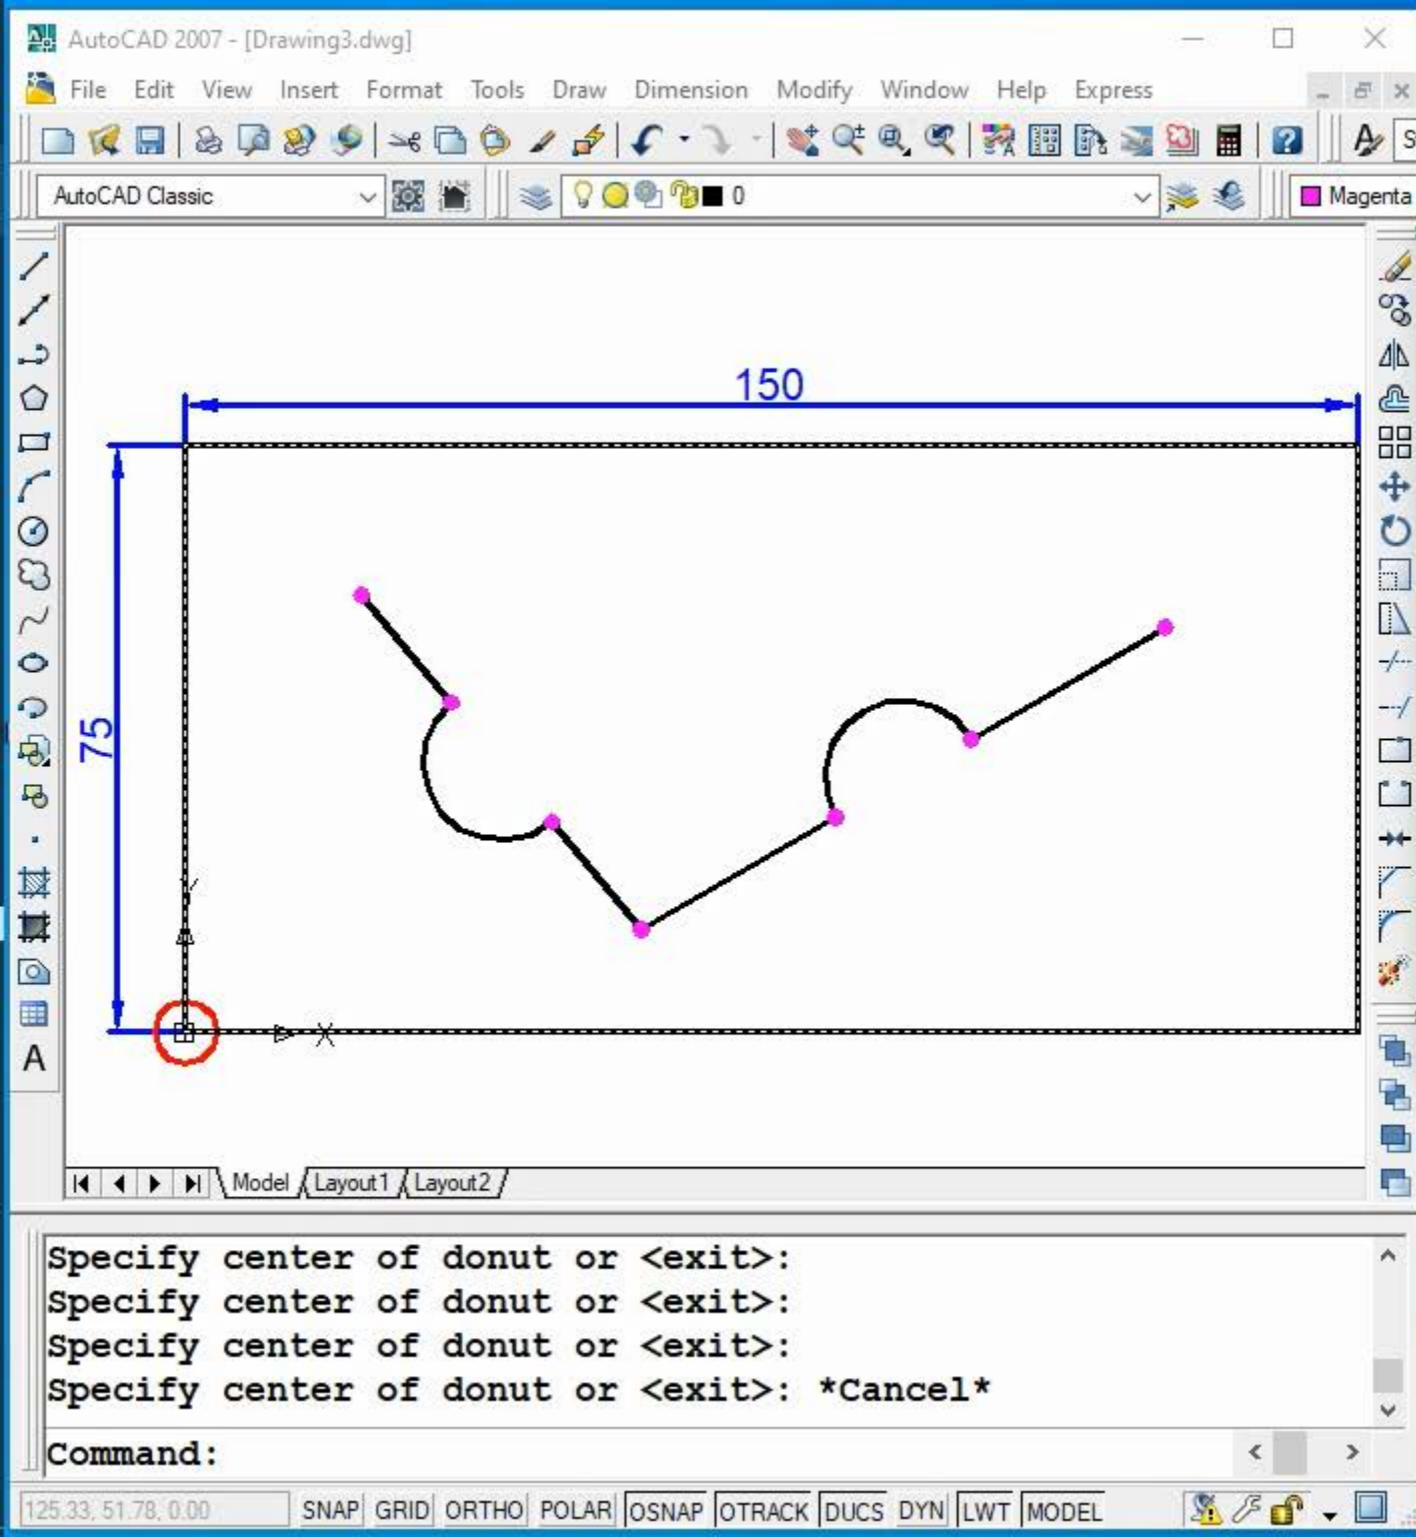 AutoCAD 2007 - [Drawing3.dwg]
File Edit View Insert Format Tools Draw Dimension Modify Window Help Express
AutoCAD Classic 0 Magenta
150
75
Y
X
A
Model Layout1 Layout2
Specify center of donut or <exit>:
Specify center of donut or <exit>:
Specify center of donut or <exit>:
Specify center of donut or <exit>: *Cancel*
Command:
125.33, 51.78, 0.00 SNAP GRID ORTHO POLAR OSNAP OTRACK DUCS DYN LWT MODEL